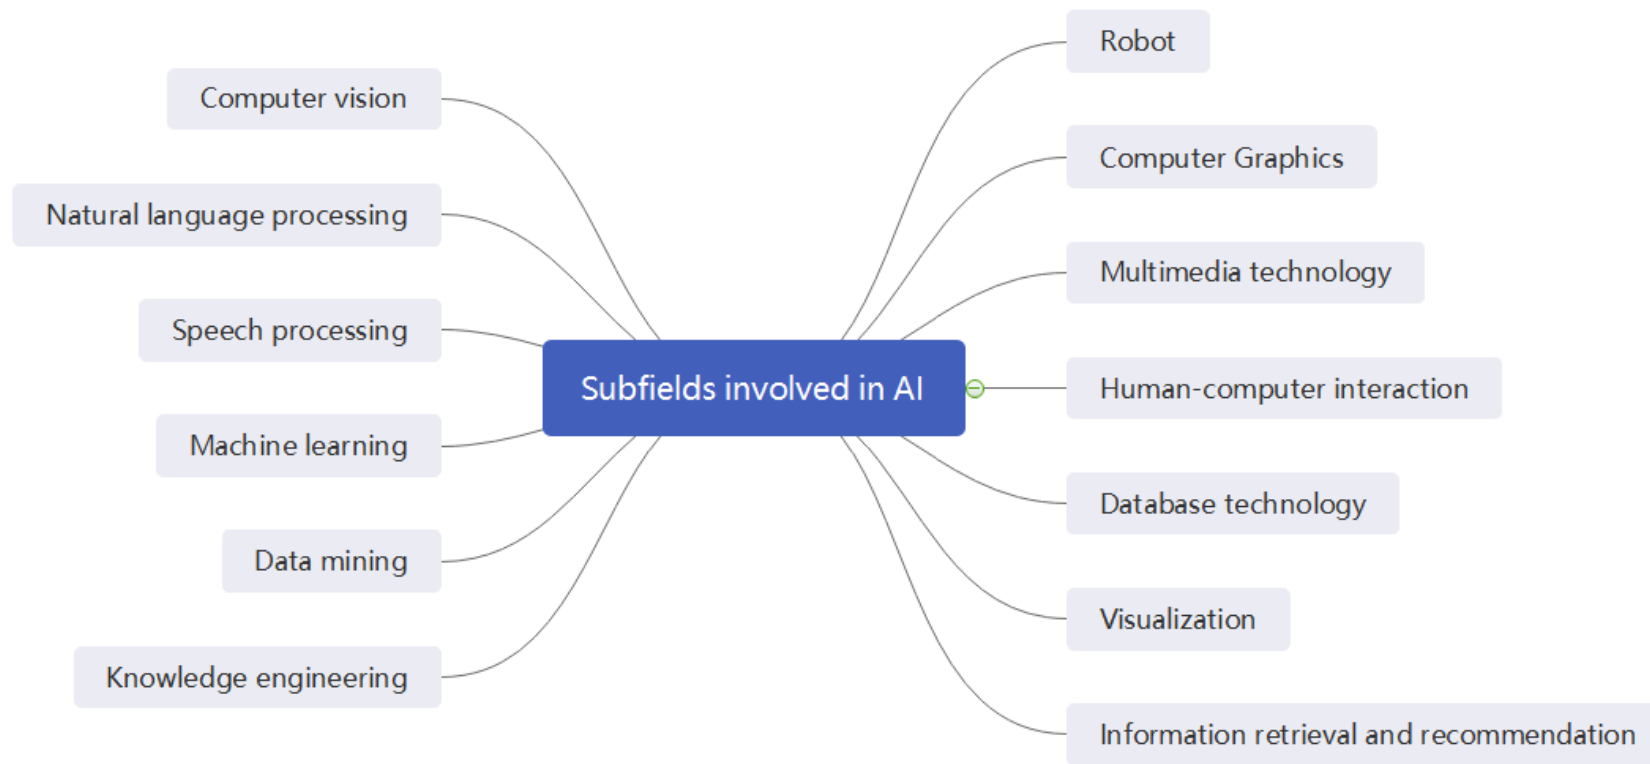 Computer vision
Natural language processing
Speech processing
Machine learning
Data mining
Knowledge engineering
Subfields involved in AI
Robot
Computer Graphics
Multimedia technology
Human-computer interaction
Database technology
Visualization
Information retrieval and recommendation